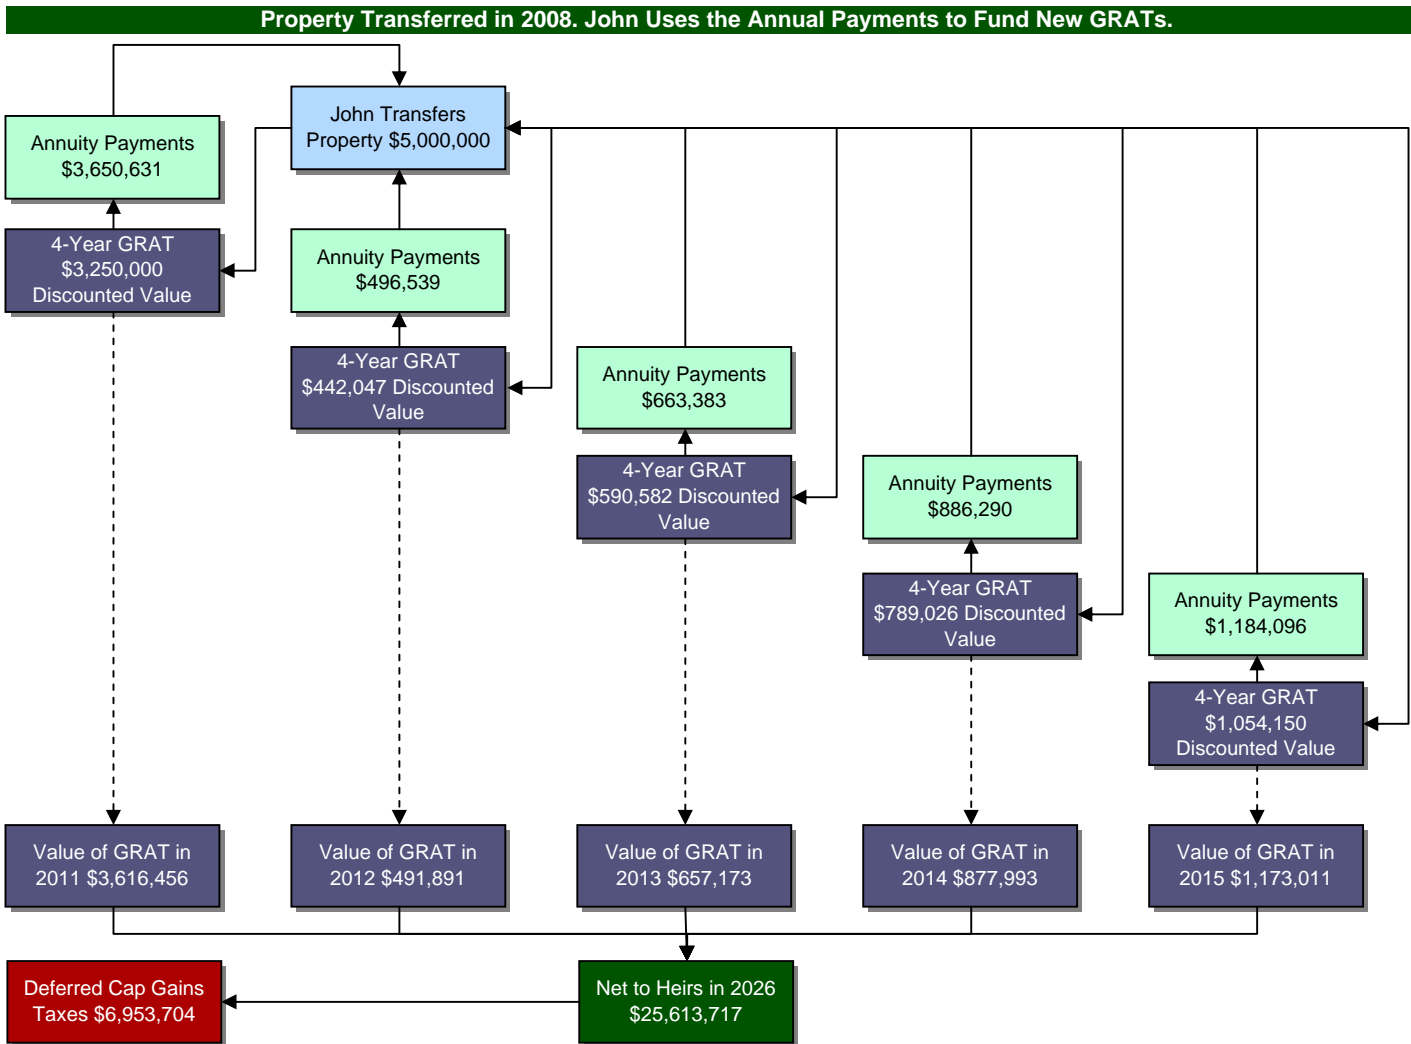 Property Transferred in 2008. John Uses the Annual Payments to Fund New GRATs.
John Transfers
Property $5,000,000
Annuity Payments
$3,650,631
4-Year GRAT
$3,250,000
Discounted Value
Annuity Payments
$496,539
4-Year GRAT
$442,047 Discounted
Value
Annuity Payments
$663,383
4-Year GRAT
$590,582 Discounted
Value
Annuity Payments
$886,290
4-Year GRAT
$789,026 Discounted
Value
Annuity Payments
$1,184,096
4-Year GRAT
$1,054,150
Discounted Value
Value of GRAT in
2011 $3,616,456
Value of GRAT in
2012 $491,891
Value of GRAT in
2013 $657,173
Value of GRAT in
2014 $877,993
Value of GRAT in
2015 $1,173,011
Deferred Cap Gains
Taxes $6,953,704
Net to Heirs in 2026
$25,613,717